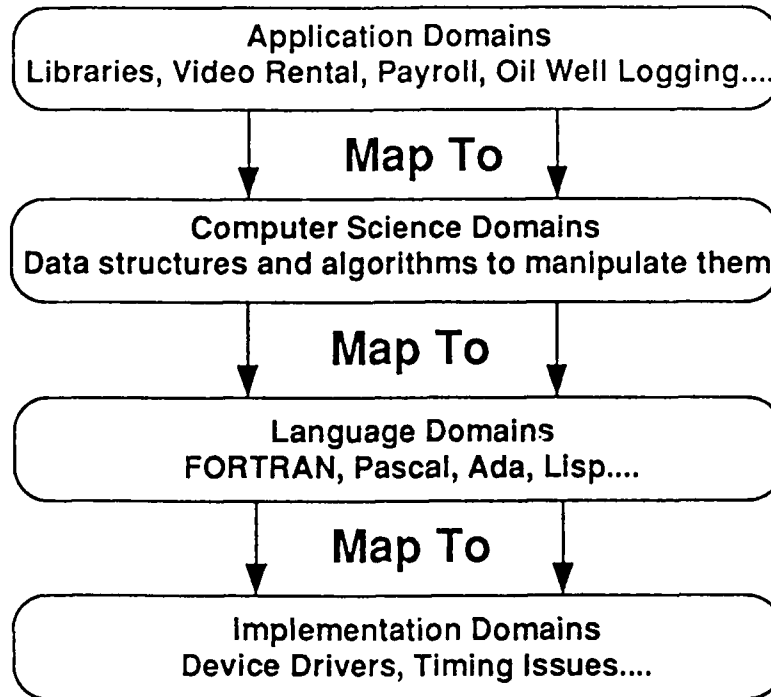 Application Domains
Libraries, Video Rental, Payroll, Oil Well Logging....
Map To
Computer Science Domains
Data structures and algorithms to manipulate them
Map To
Language Domains
FORTRAN, Pascal, Ada, Lisp....
Map To
Implementation Domains
Device Drivers, Timing Issues....